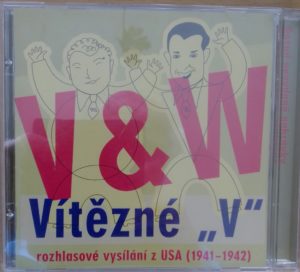 V & W
Vítězné „V“
rozhlasové vysílání z USA (1941–1942)